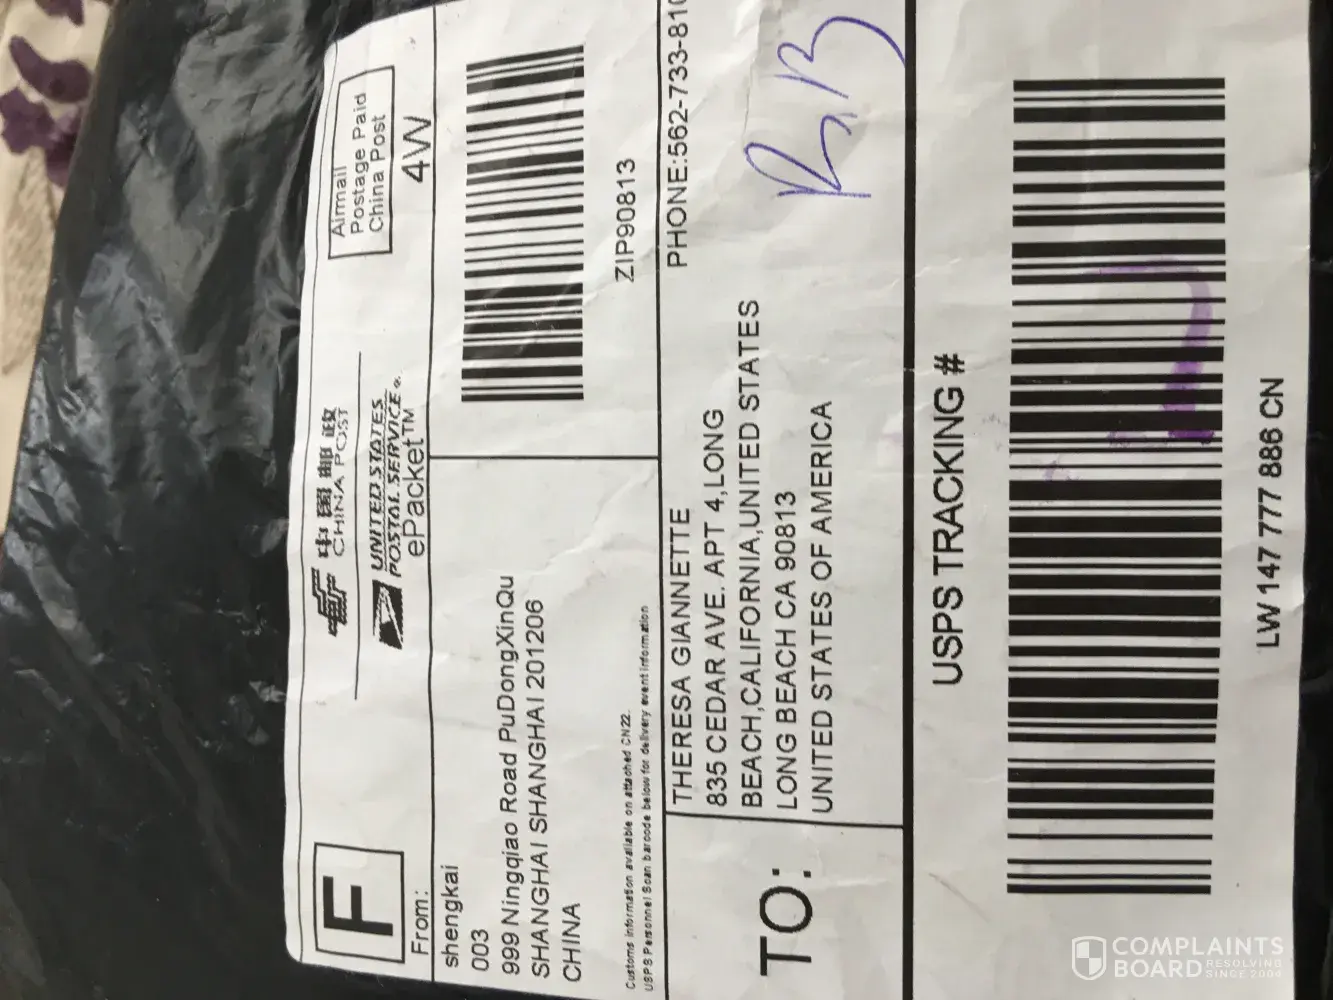 F
中国邮政
CHINA POST
UNITED STATES
POSTAL SERVICE®
ePacket™
Airmail
Postage Paid
China Post
4W
From:
shengkai
003
999 Ningqiao Road PuDongXinQu
SHANGHAI SHANGHAI 201206
CHINA
Customs information available on attached CN22.
USPS Personnel Scan barcode below for delivery event information
ZIP90813
TO:
THERESA GIANNETTE
835 CEDAR AVE. APT 4,LONG
BEACH,CALIFORNIA,UNITED STATES
LONG BEACH CA 90813
UNITED STATES OF AMERICA
PHONE:562-733-810
USPS TRACKING #
LW 147 777 886 CN
COMPLAINTS
BOARD RESOLVING
SINCE 2004